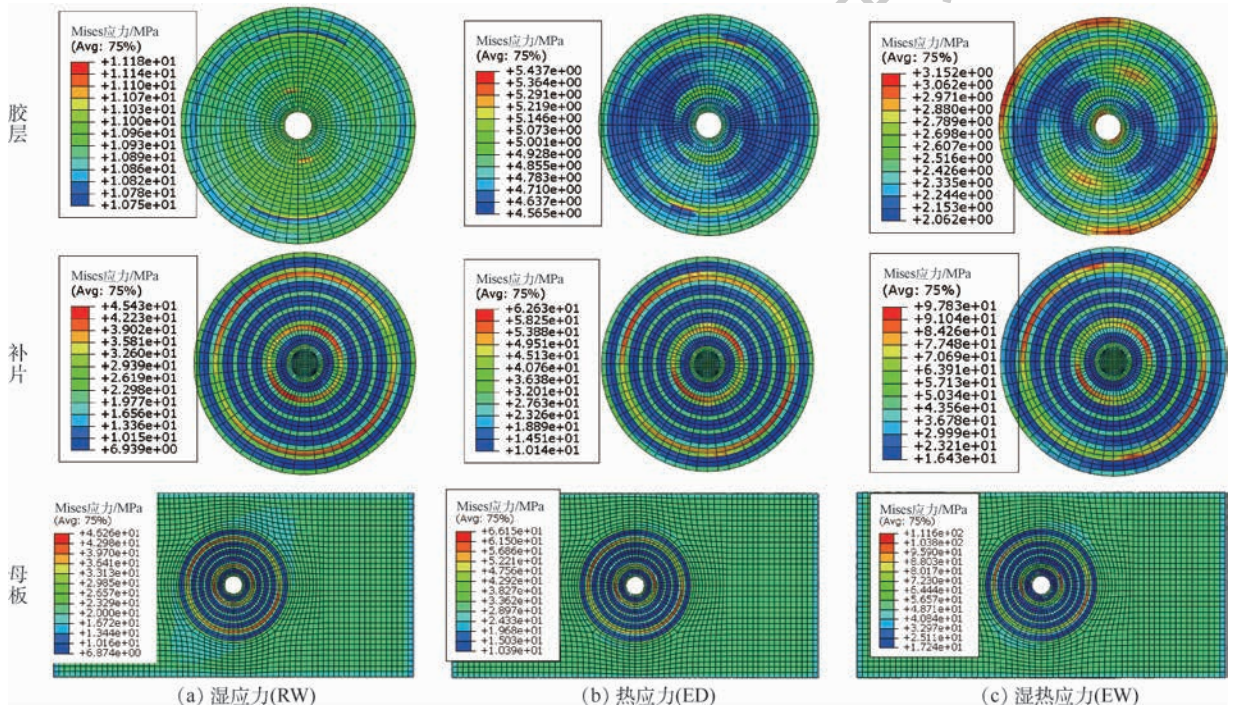 胶层
Mises应力/MPa
(Avg: 75%)
+1.118e+01
+1.114e+01
+1.110e+01
+1.107e+01
+1.103e+01
+1.100e+01
+1.096e+01
+1.093e+01
+1.089e+01
+1.086e+01
+1.082e+01
+1.078e+01
+1.075e+01
Mises应力/MPa
(Avg: 75%)
+5.437e+00
+5.364e+00
+5.291e+00
+5.219e+00
+5.146e+00
+5.073e+00
+5.001e+00
+4.928e+00
+4.855e+00
+4.783e+00
+4.710e+00
+4.637e+00
+4.565e+00
Mises应力/MPa
(Avg: 75%)
+3.152e+00
+3.062e+00
+2.971e+00
+2.880e+00
+2.789e+00
+2.698e+00
+2.607e+00
+2.516e+00
+2.426e+00
+2.335e+00
+2.244e+00
+2.153e+00
+2.062e+00
补片
Mises应力/MPa
(Avg: 75%)
+4.543e+01
+4.223e+01
+3.902e+01
+3.581e+01
+3.260e+01
+2.939e+01
+2.619e+01
+2.298e+01
+1.977e+01
+1.656e+01
+1.336e+01
+1.015e+01
+6.939e+00
Mises应力/MPa
(Avg: 75%)
+6.263e+01
+5.825e+01
+5.388e+01
+4.951e+01
+4.513e+01
+4.076e+01
+3.638e+01
+3.201e+01
+2.763e+01
+2.326e+01
+1.889e+01
+1.451e+01
+1.014e+01
Mises应力/MPa
(Avg: 75%)
+9.783e+01
+9.104e+01
+8.426e+01
+7.748e+01
+7.069e+01
+6.391e+01
+5.713e+01
+5.034e+01
+4.356e+01
+3.678e+01
+2.999e+01
+2.321e+01
+1.643e+01
母板
Mises应力/MPa
(Avg: 75%)
+4.626e+01
+4.298e+01
+3.970e+01
+3.641e+01
+3.313e+01
+2.985e+01
+2.657e+01
+2.329e+01
+2.000e+01
+1.672e+01
+1.344e+01
+1.016e+01
+6.874e+00
Mises应力/MPa
(Avg: 75%)
+6.615e+01
+6.150e+01
+5.686e+01
+5.221e+01
+4.756e+01
+4.292e+01
+3.827e+01
+3.362e+01
+2.897e+01
+2.433e+01
+1.968e+01
+1.503e+01
+1.039e+01
Mises应力/MPa
(Avg: 75%)
+1.116e+02
+1.038e+02
+9.590e+01
+8.803e+01
+8.017e+01
+7.230e+01
+6.444e+01
+5.657e+01
+4.871e+01
+4.084e+01
+3.297e+01
+2.511e+01
+1.724e+01
(a) 湿应力(RW)
(b) 热应力(ED)
(c) 湿热应力(EW)